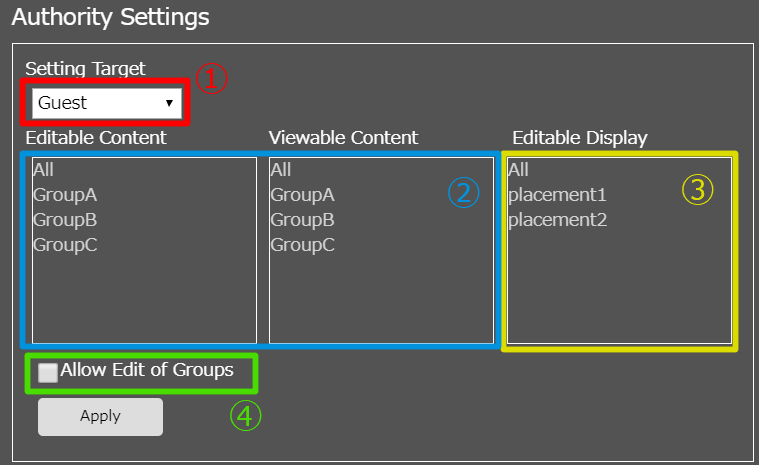 Authority Settings
Setting Target
①
Guest
Editable Content
Viewable Content
Editable Display
All
GroupA
GroupB
GroupC
All
GroupA
GroupB
GroupC
②
All
placement1
placement2
③
Allow Edit of Groups
④
Apply